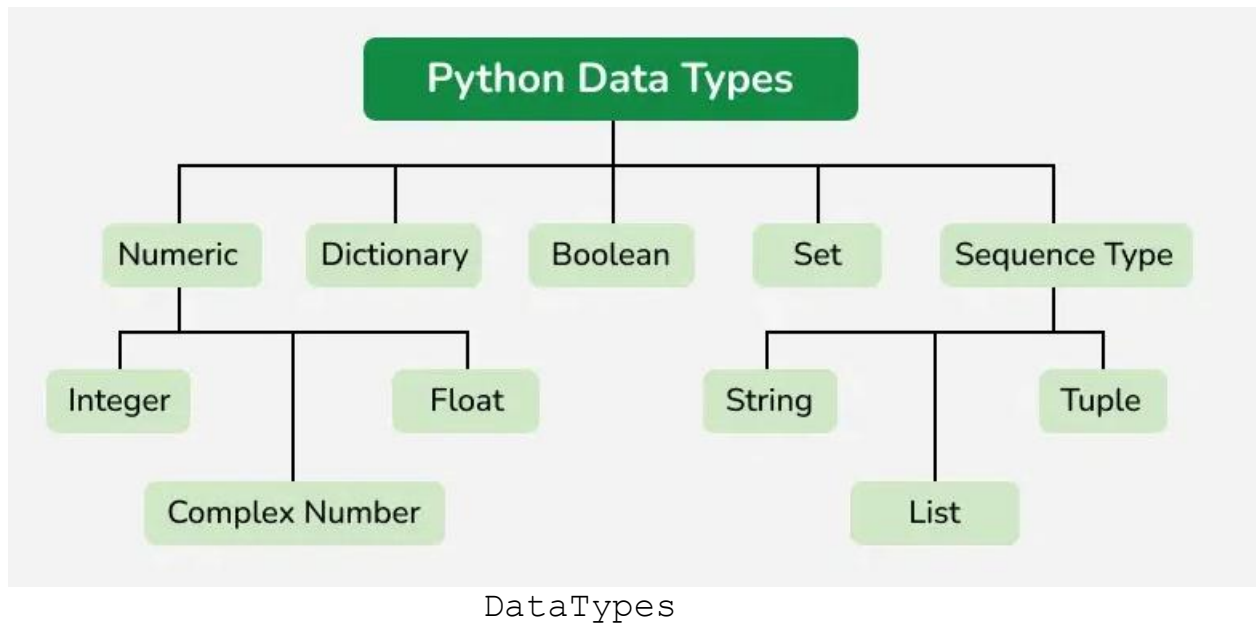 Python Data Types
Numeric
Dictionary
Boolean
Set
Sequence Type
Integer
Float
String
Tuple
Complex Number
List
DataTypes